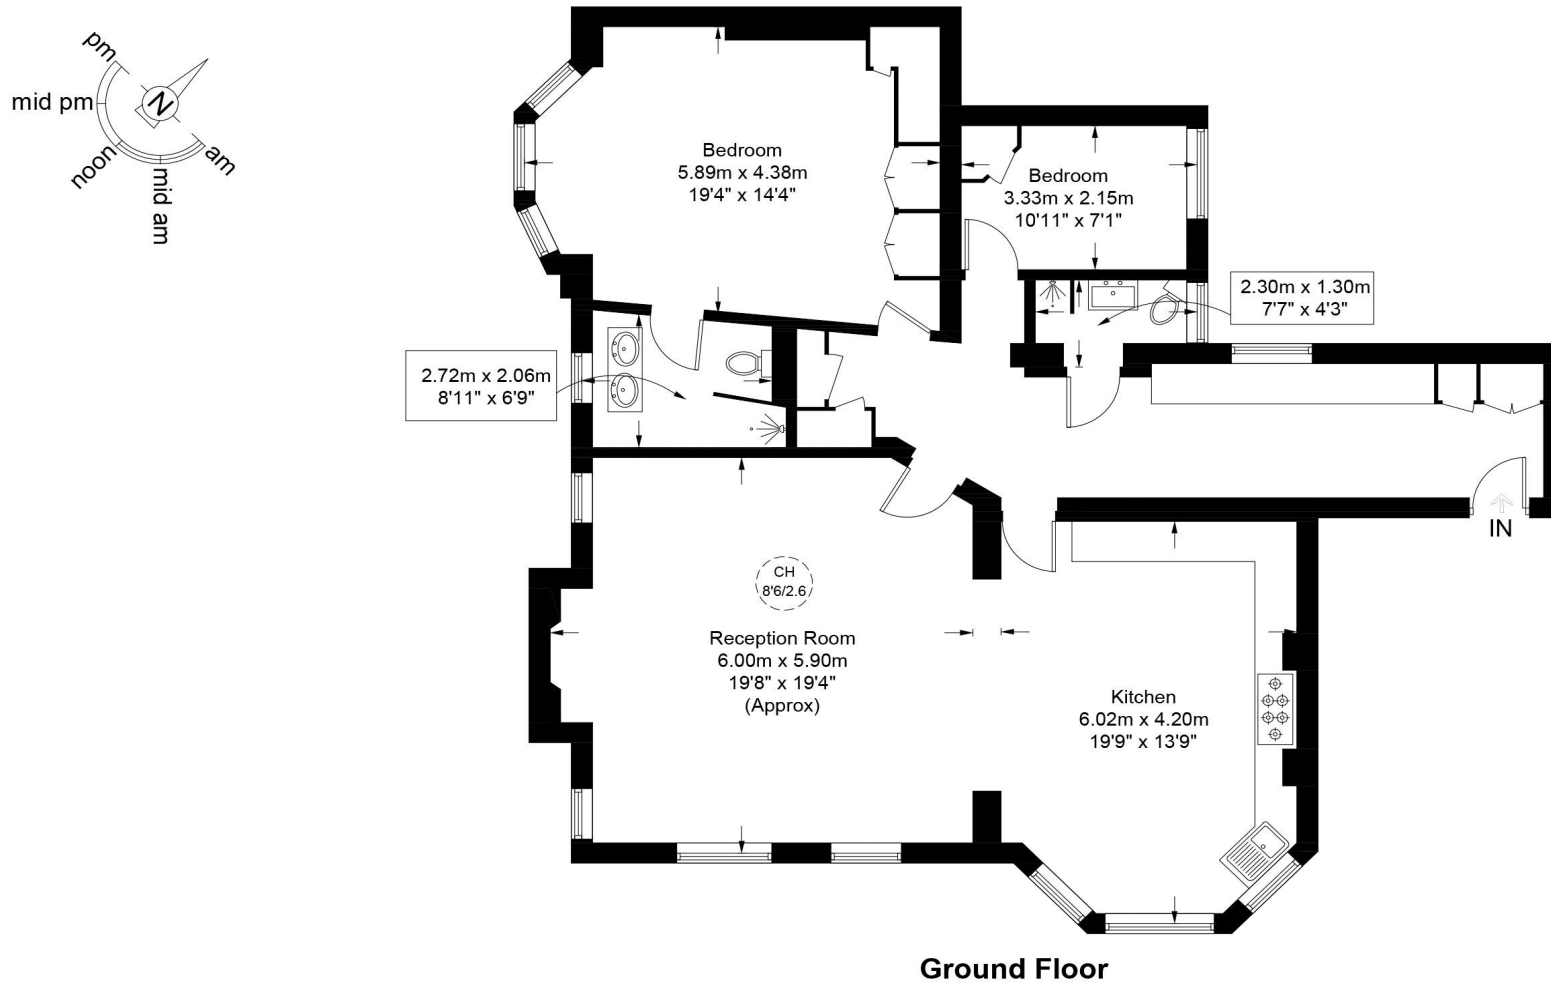 pm
mid pm
N
noon
mid am
am
Bedroom
5.89m x 4.38m
19'4" x 14'4"
Bedroom
3.33m x 2.15m
10'11" x 7'1"
2.30m x 1.30m
7'7" x 4'3"
2.72m x 2.06m
8'11" x 6'9"
IN
CH
8'6/2.6
Reception Room
6.00m x 5.90m
19'8" x 19'4"
(Approx)
Kitchen
6.02m x 4.20m
19'9" x 13'9"
Ground Floor